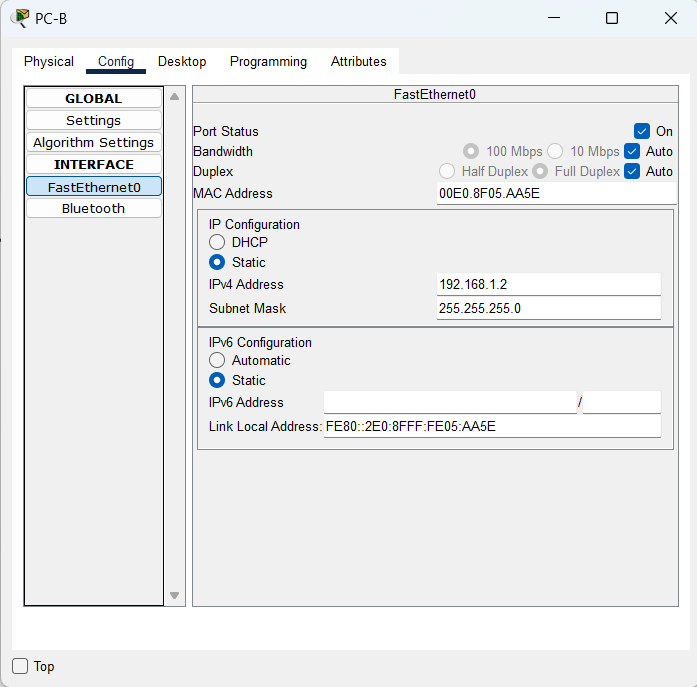 PC-B
Physical Config Desktop Programming Attributes
GLOBAL
Settings
Algorithm Settings
INTERFACE
FastEthernet0
Bluetooth
FastEthernet0
Port Status On
Bandwidth 100 Mbps 10 Mbps Auto
Duplex Half Duplex Full Duplex Auto
MAC Address 00E0.8F05.AA5E
IP Configuration
DHCP
Static
IPv4 Address 192.168.1.2
Subnet Mask 255.255.255.0
IPv6 Configuration
Automatic
Static
IPv6 Address /
Link Local Address: FE80::2E0:8FFF:FE05:AA5E
Top